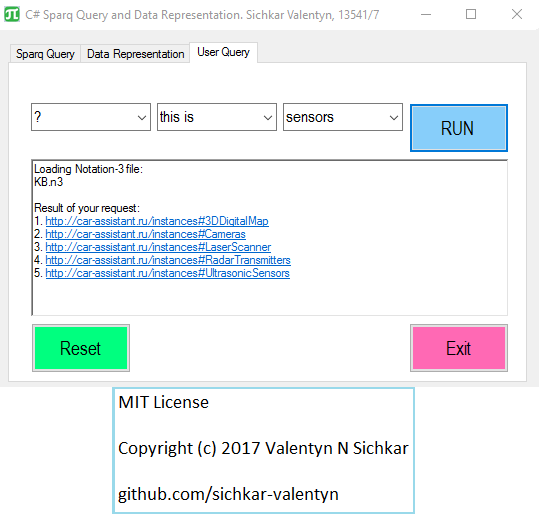 C# Sparq Query and Data Representation. Sichkar Valentyn, 13541/7
Sparq Query Data Representation User Query
? this is sensors RUN
Loading Notation-3 file:
KB.n3
Result of your request:
1. http://car-assistant.ru/instances#3DDigitalMap
2. http://car-assistant.ru/instances#Cameras
3. http://car-assistant.ru/instances#LaserScanner
4. http://car-assistant.ru/instances#RadarTransmitters
5. http://car-assistant.ru/instances#UltrasonicSensors
Reset Exit
MIT License
Copyright (c) 2017 Valentyn N Sichkar
github.com/sichkar-valentyn